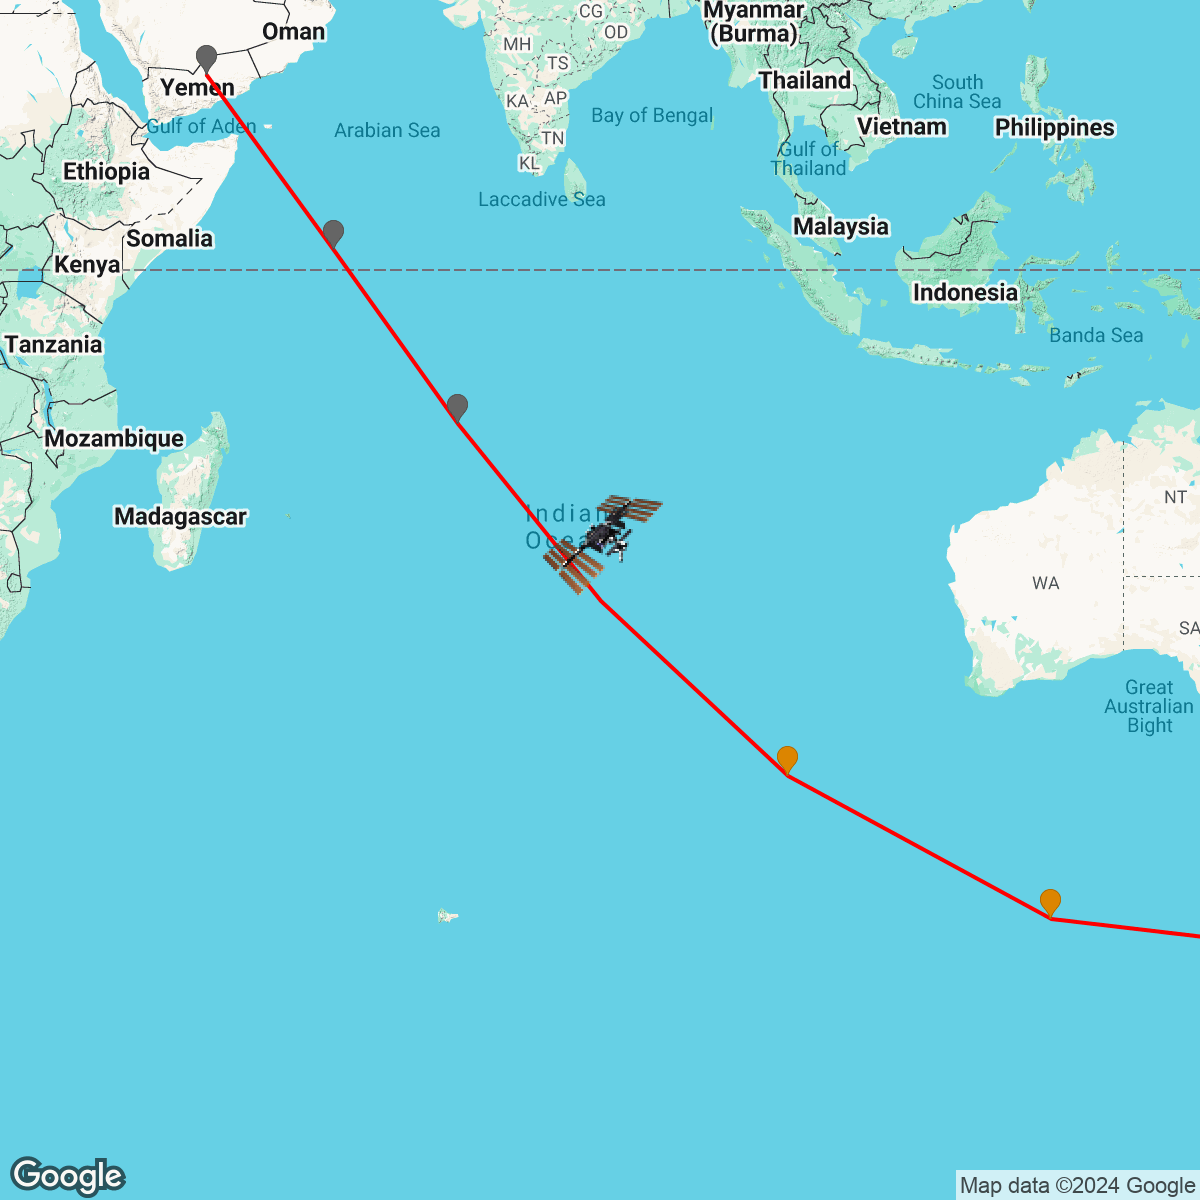 CG
Myanmar
(Burma)
Oman
OD
MH
TS
Thailand
South
China Sea
Yemen
KA
AP
Bay of Bengal
Gulf of Aden
Arabian Sea
Vietnam
Philippines
TN
Gulf of
Thailand
KL
Ethiopia
Laccadive Sea
Malaysia
Somalia
Kenya
Indonesia
Tanzania
Banda Sea
Mozambique
Madagascar
Indian
Ocea
NT
WA
SA
Great
Australian
Bight
Google
Map data ©2024 Google